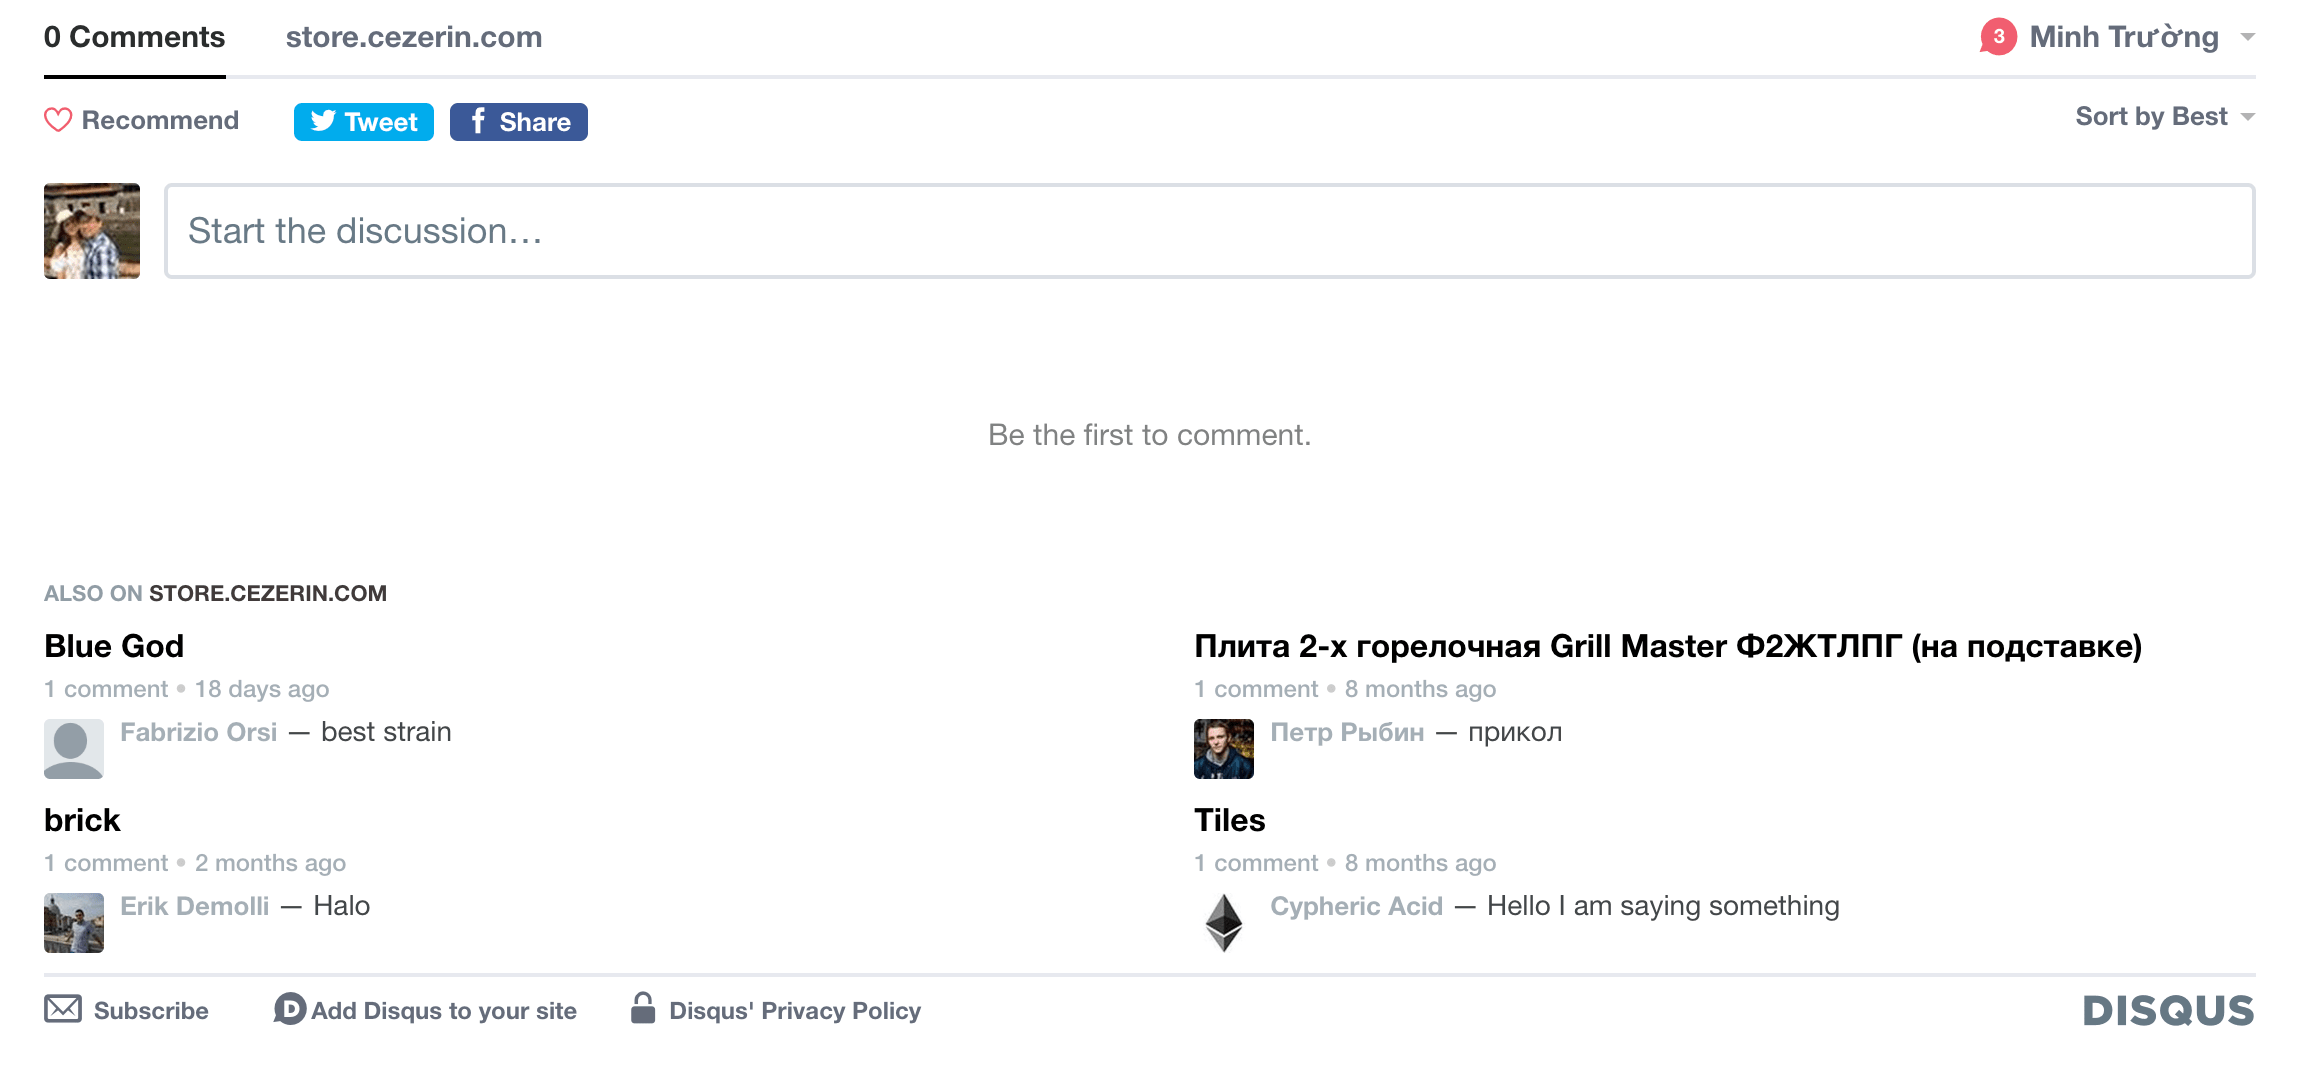 0 Comments
store.cezerin.com
3
Minh Trường
Recommend
Tweet
Share
Sort by Best
Start the discussion…
Be the first to comment.
ALSO ON STORE.CEZERIN.COM
Blue God
1 comment • 18 days ago
Fabrizio Orsi — best strain
Плита 2-х горелочная Grill Master Ф2ЖТЛПГ (на подставке)
1 comment • 8 months ago
Петр Рыбин — прикол
brick
1 comment • 2 months ago
Erik Demolli — Halo
Tiles
1 comment • 8 months ago
Cypheric Acid — Hello I am saying something
Subscribe
D Add Disqus to your site
Disqus' Privacy Policy
DISQUS